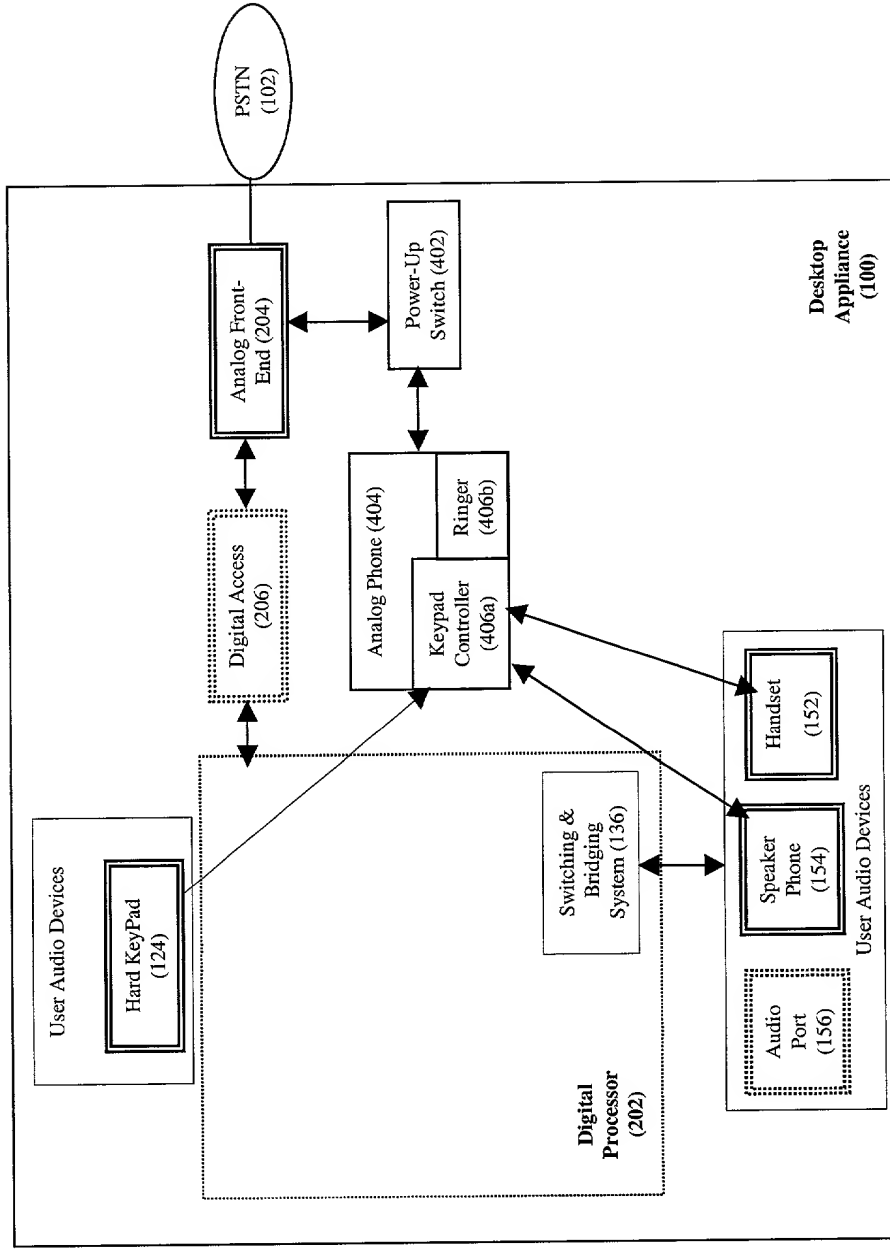 PSTN
(102)
Analog Front-
End (204)
Power-Up
Switch (402)
Desktop
Appliance
(100)
Digital Access
(206)
Analog Phone (404)
Ringer
(406b)
Keypad
Controller
(406a)
User Audio Devices
Hard KeyPad
(124)
Switching &
Bridging
System (136)
Digital
Processor
(202)
Handset
(152)
Speaker
Phone
(154)
Audio
Port
(156)
User Audio Devices